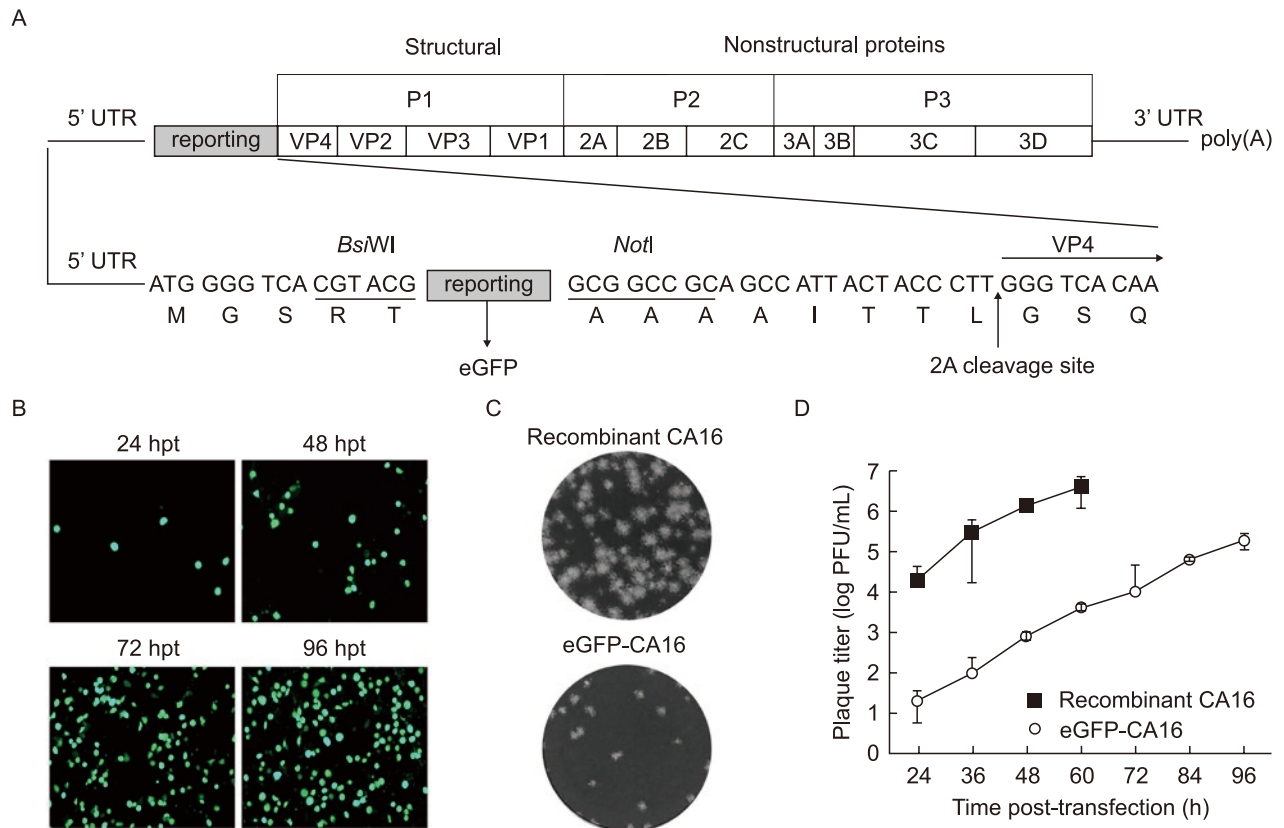 A
Structural Nonstructural proteins
P1 P2 P3
5' UTR 3' UTR
reporting VP4 VP2 VP3 VP1 2A 2B 2C 3A 3B 3C 3D poly(A)
BsiWI NotI VP4
5' UTR
ATG GGG TCA CGT ACG reporting GCG GCC GCA GCC ATT ACT ACC CTT GGG TCA CAA
M G S R T A A A A I T T L G S Q
eGFP 2A cleavage site
B
24 hpt 48 hpt
72 hpt 96 hpt
C
Recombinant CA16
eGFP-CA16
D
Plaque titer (log PFU/mL)
7
6
5
4
3
2
1
0
Recombinant CA16
eGFP-CA16
24 36 48 60 72 84 96
Time post-transfection (h)